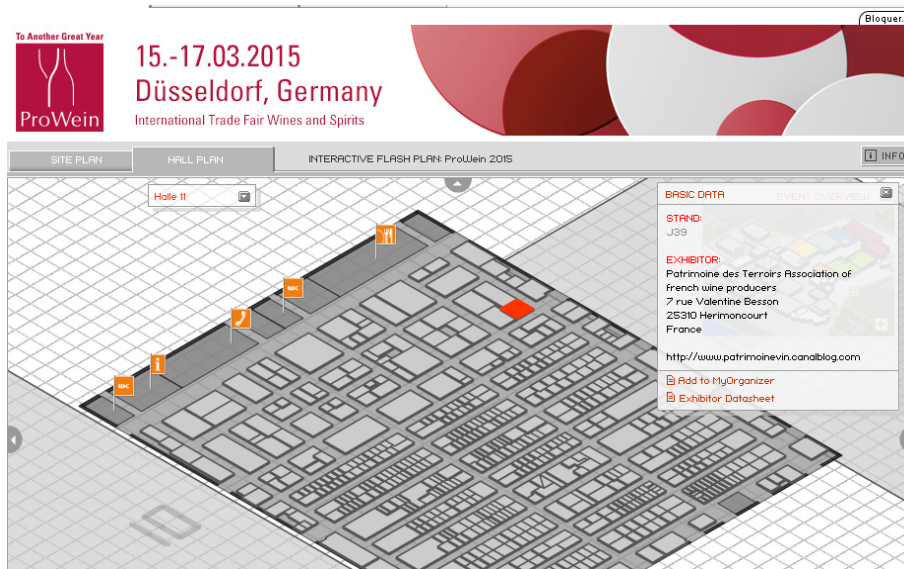 Bloquer.
To Another Great Year
ProWein
15.-17.03.2015
Düsseldorf, Germany
International Trade Fair Wines and Spirits
SITE PLAN
HALL PLAN
INTERACTIVE FLASH PLAN: ProWein 2015
i INFO
Halle 11
BASIC DATA
EVENT OVERVIEW
STAND:
J39
EXHIBITOR:
Patrimoine des Terroirs Association of
french wine producers
7 rue Valentine Besson
25310 Herimoncourt
France
http://www.patrimoinevin.canalblog.com
Add to MyOrganizer
Exhibitor Datasheet
WC
i
WC